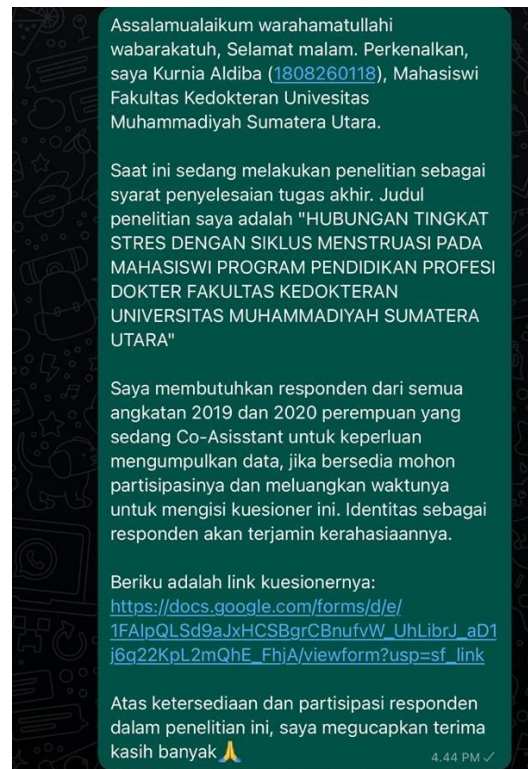 Assalamualaikum warahamatullahi
wabarakatuh, Selamat malam. Perkenalkan,
saya Kurnia Aldiba (1808260118), Mahasiswi
Fakultas Kedokteran Univesitas
Muhammadiyah Sumatera Utara.
Saat ini sedang melakukan penelitian sebagai
syarat penyelesaian tugas akhir. Judul
penelitian saya adalah "HUBUNGAN TINGKAT
STRES DENGAN SIKLUS MENSTRUASI PADA
MAHASISWI PROGRAM PENDIDIKAN PROFESI
DOKTER FAKULTAS KEDOKTERAN
UNIVERSITAS MUHAMMADIYAH SUMATERA
UTARA"
Saya membutuhkan responden dari semua
angkatan 2019 dan 2020 perempuan yang
sedang Co-Asisstant untuk keperluan
mengumpulkan data, jika bersedia mohon
partisipasinya dan meluangkan waktunya
untuk mengisi kuesioner ini. Identitas sebagai
responden akan terjamin kerahasiaannya.
Beriku adalah link kuesionernya:
https://docs.google.com/forms/d/e/
1FAIpQLSd9aJxHCSBgrCBnufvW_UhLibrJ_aD1
j6q22KpL2mQhE_FhjA/viewform?usp=sf_link
Atas ketersediaan dan partisipasi responden
dalam penelitian ini, saya megucapkan terima
kasih banyak🙏
4.44 PM ✓